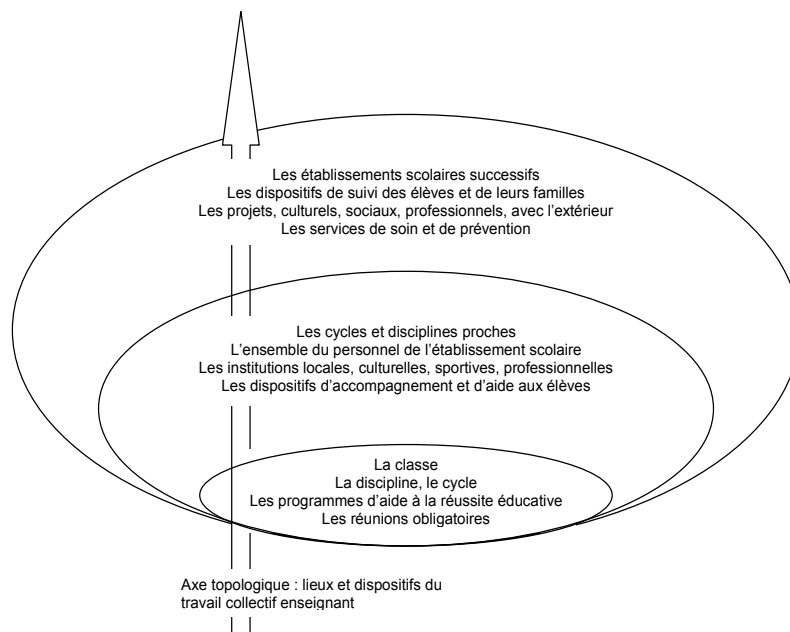 Les établissements scolaires successifs
Les dispositifs de suivi des élèves et de leurs familles
Les projets, culturels, sociaux, professionnels, avec l’extérieur
Les services de soin et de prévention
Les cycles et disciplines proches
L’ensemble du personnel de l’établissement scolaire
Les institutions locales, culturelles, sportives, professionnelles
Les dispositifs d’accompagnement et d’aide aux élèves
La classe
La discipline, le cycle
Les programmes d’aide à la réussite éducative
Les réunions obligatoires
Axe topologique : lieux et dispositifs du
travail collectif enseignant